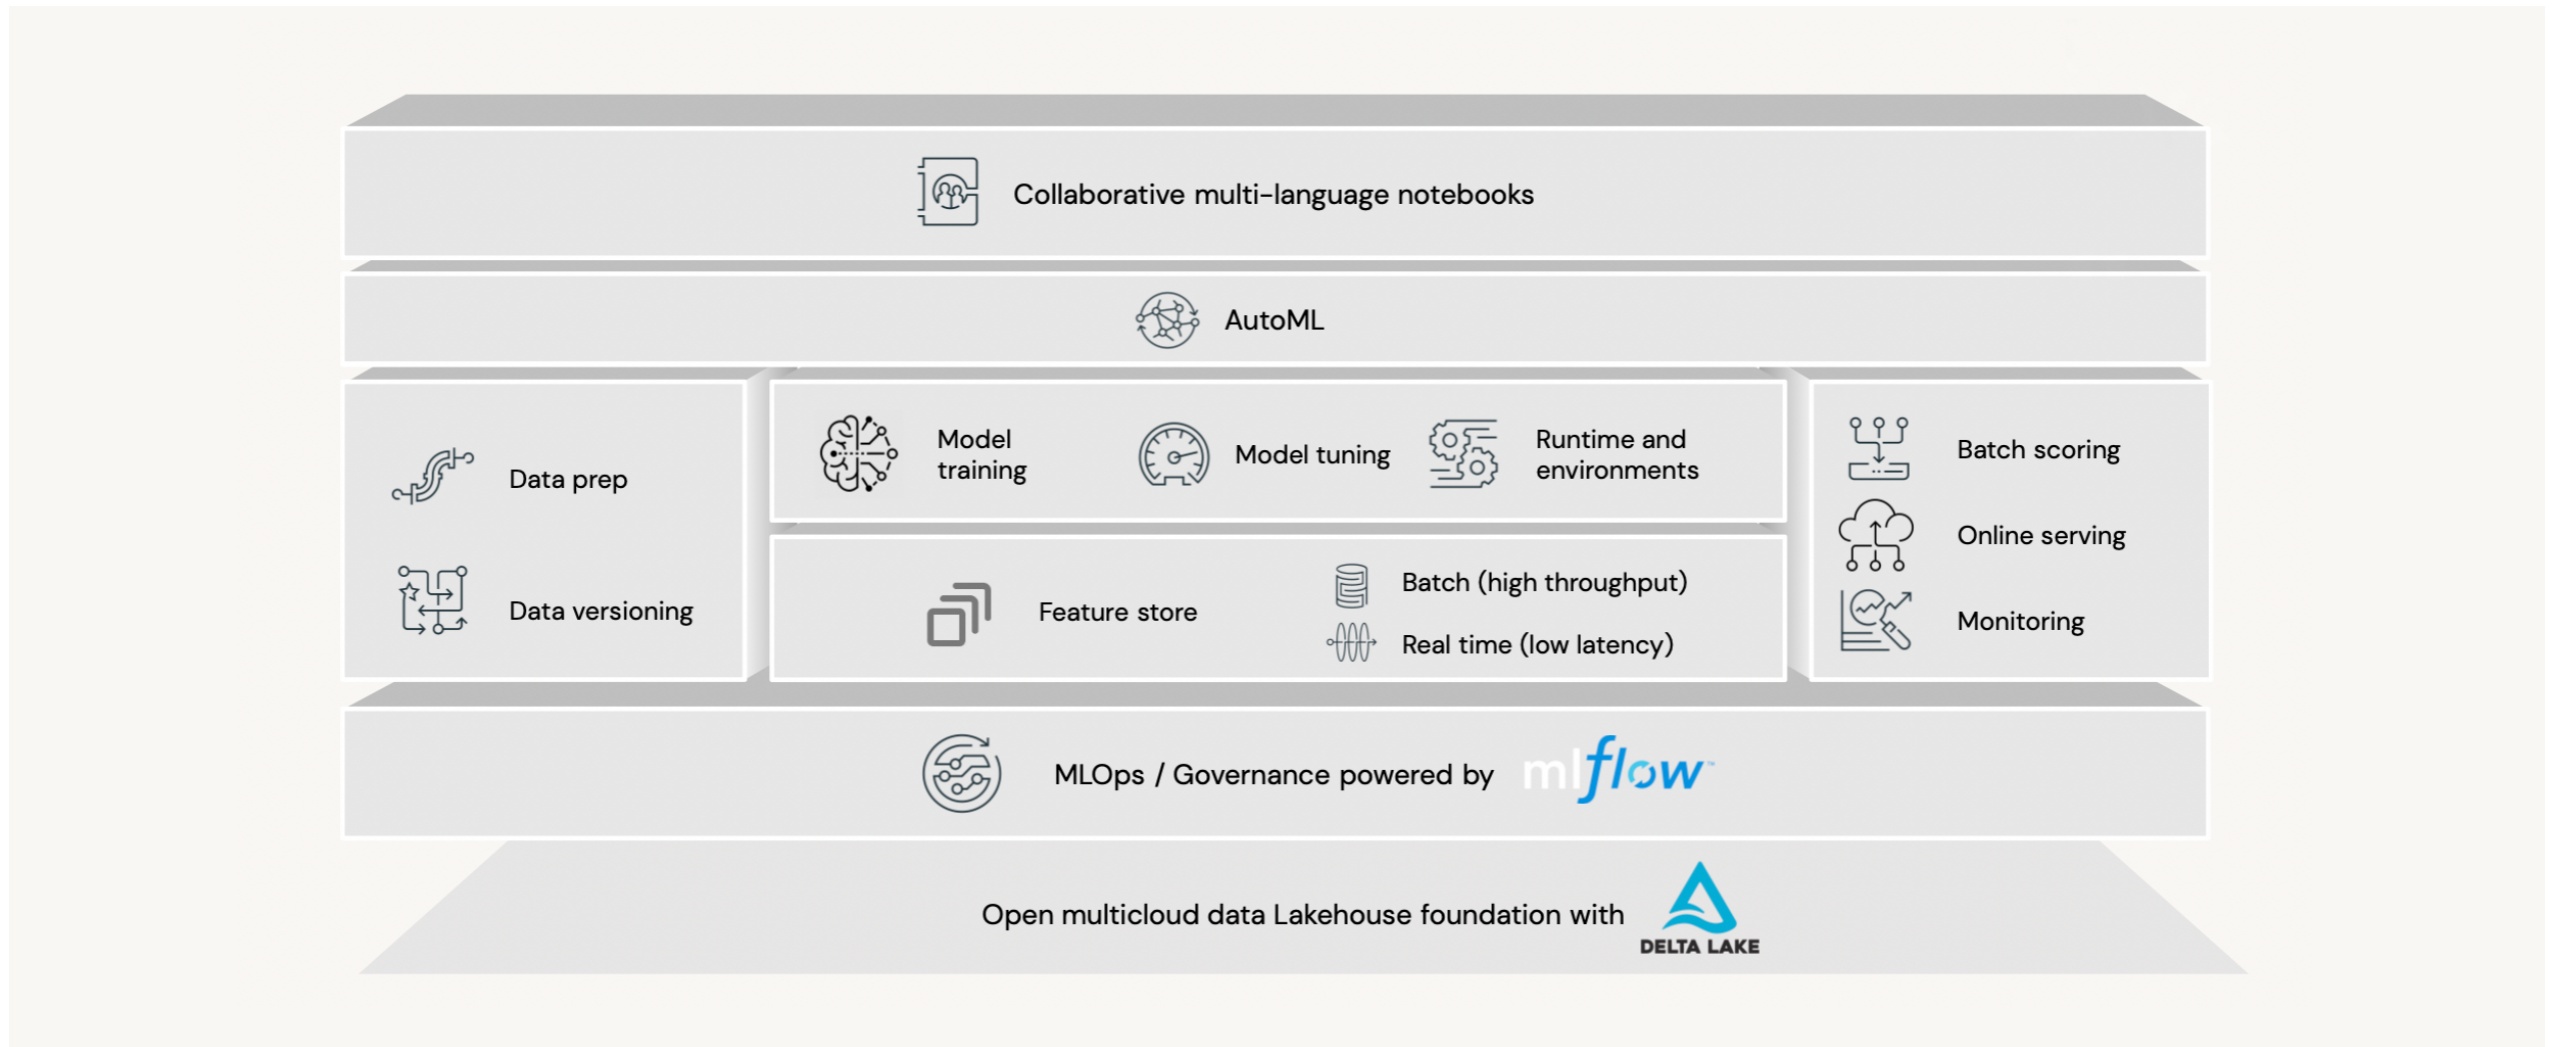 Collaborative multi-language notebooks
AutoML
Data prep
Data versioning
Model
training
Model tuning
Runtime and
environments
Feature store
Batch (high throughput)
Real time (low latency)
Batch scoring
Online serving
Monitoring
MLOps / Governance powered by mlflow™
Open multicloud data Lakehouse foundation with
DELTA LAKE